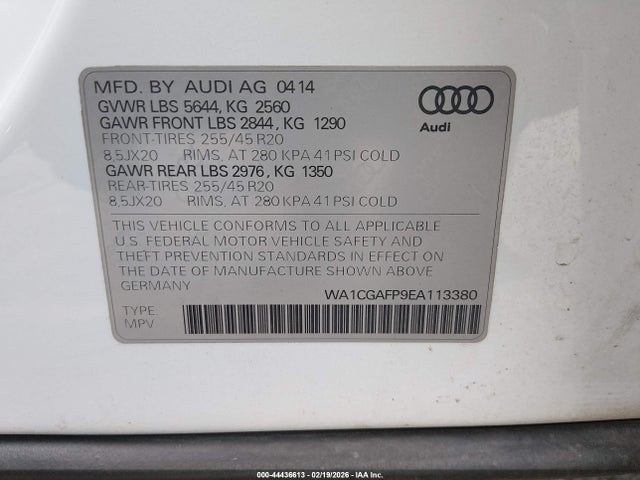 MFD. BY AUDI AG 0414
GVWR LBS 5644, KG 2560
GAWR FRONT LBS 2844, KG 1290
FRONT-TIRES 255/45 R20
8,5JX20 RIMS, AT 280 KPA 41 PSI COLD
GAWR REAR LBS 2976, KG 1350
REAR-TIRES 255/45 R20
8,5JX20 RIMS, AT 280 KPA 41 PSI COLD
Audi
THIS VEHICLE CONFORMS TO ALL APPLICABLE
U.S. FEDERAL MOTOR VEHICLE SAFETY AND
THEFT PREVENTION STANDARDS IN EFFECT ON
THE DATE OF MANUFACTURE SHOWN ABOVE
GERMANY
WA1CGAFP9EA113380
TYPE:
MPV
000-44436613 - 02/19/2026 - IAA Inc.